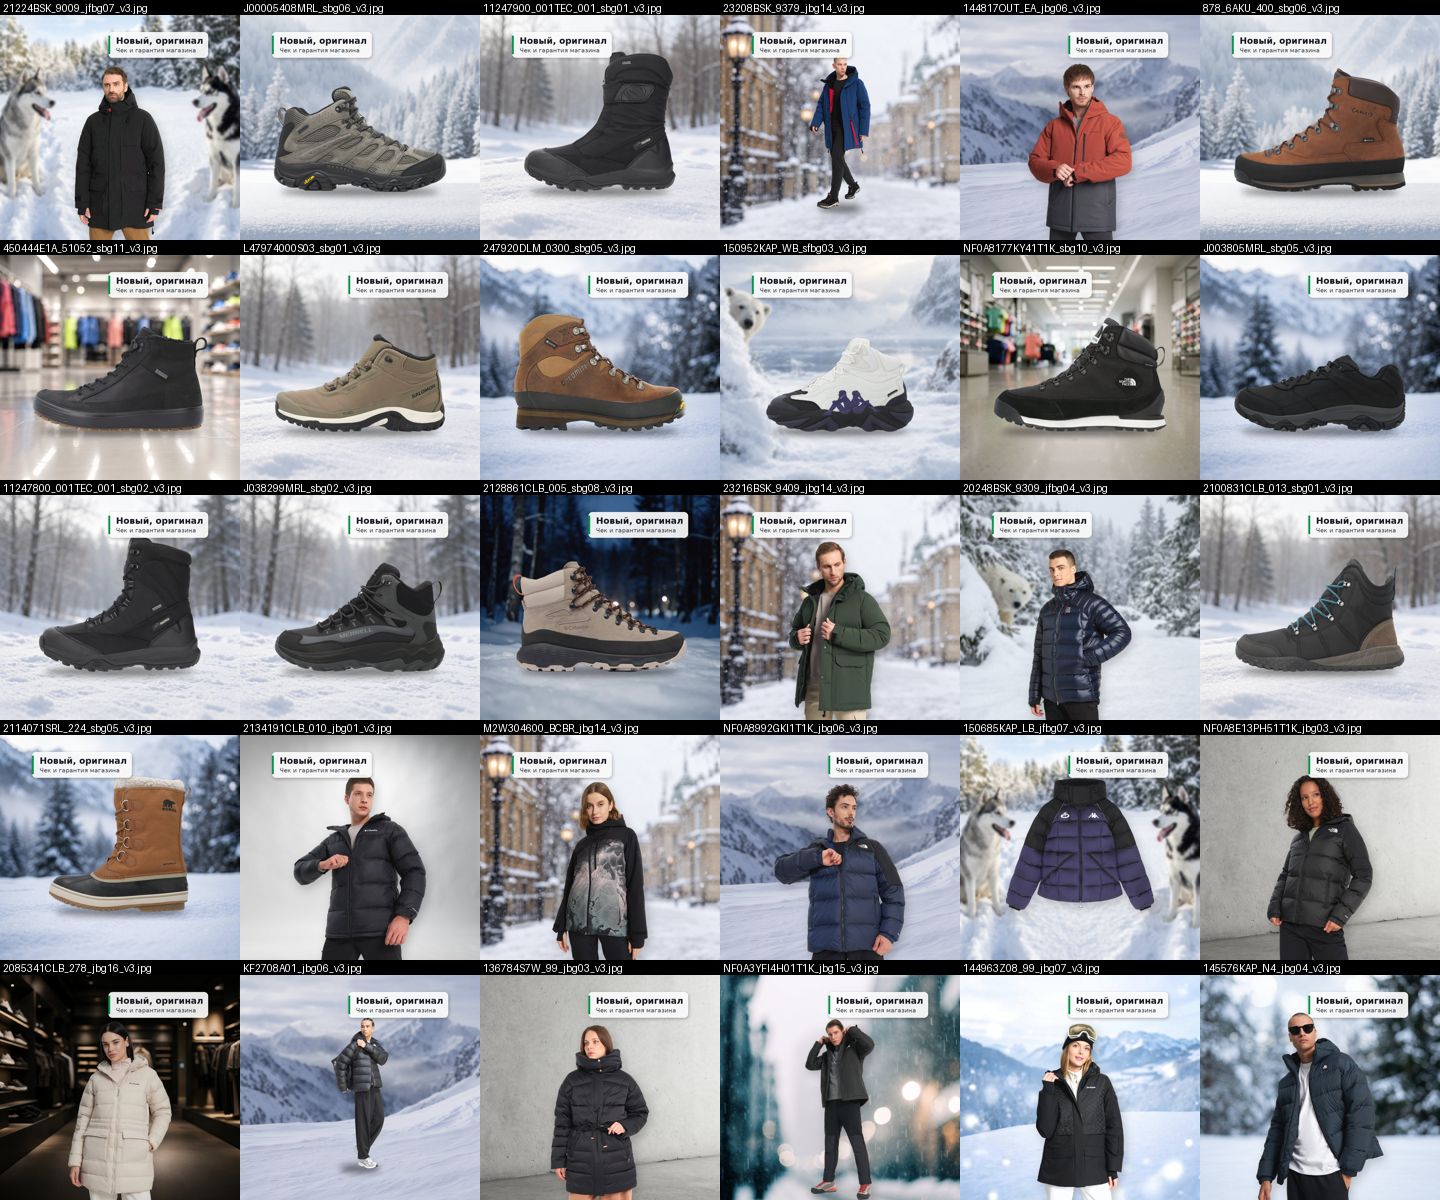 21224BSK_9009_jfbg07_v3.jpg
Новый, оригинал
Чек и гарантия магазина
J00005408MRL_sbg06_v3.jpg
Новый, оригинал
Чек и гарантия магазина
11247900_001TEC_001_sbg01_v3.jpg
Новый, оригинал
Чек и гарантия магазина
23208BSK_9379_jbg14_v3.jpg
Новый, оригинал
Чек и гарантия магазина
144817OUT_EA_jbg06_v3.jpg
Новый, оригинал
Чек и гарантия магазина
878_6AKU_400_sbg06_v3.jpg
Новый, оригинал
Чек и гарантия магазина
450444E1A_51052_sbg11_v3.jpg
Новый, оригинал
Чек и гарантия магазина
L47974000S03_sbg01_v3.jpg
Новый, оригинал
Чек и гарантия магазина
SALOMON
247920DLM_0300_sbg05_v3.jpg
Новый, оригинал
Чек и гарантия магазина
150952KAP_WB_sfbg03_v3.jpg
Новый, оригинал
Чек и гарантия магазина
NF0A8177KY41T1K_sbg10_v3.jpg
Новый, оригинал
Чек и гарантия магазина
J003805MRL_sbg05_v3.jpg
Новый, оригинал
Чек и гарантия магазина
11247800_001TEC_001_sbg02_v3.jpg
Новый, оригинал
Чек и гарантия магазина
J038299MRL_sbg02_v3.jpg
Новый, оригинал
Чек и гарантия магазина
MERRELL
2128861CLB_005_sbg08_v3.jpg
Новый, оригинал
Чек и гарантия магазина
23216BSK_9409_jbg14_v3.jpg
Новый, оригинал
Чек и гарантия магазина
20248BSK_9309_jfbg04_v3.jpg
Новый, оригинал
Чек и гарантия магазина
2100831CLB_013_sbg01_v3.jpg
Новый, оригинал
Чек и гарантия магазина
2114071SRL_224_sbg05_v3.jpg
Новый, оригинал
Чек и гарантия магазина
2134191CLB_010_jbg01_v3.jpg
Новый, оригинал
Чек и гарантия магазина
M2W304600_BCBR_jbg14_v3.jpg
Новый, оригинал
Чек и гарантия магазина
NF0A8992GKI1T1K_jbg06_v3.jpg
Новый, оригинал
Чек и гарантия магазина
150685KAP_LB_jfbg07_v3.jpg
Новый, оригинал
Чек и гарантия магазина
NF0A8E13PH51T1K_jbg03_v3.jpg
Новый, оригинал
Чек и гарантия магазина
2085341CLB_278_jbg16_v3.jpg
Новый, оригинал
Чек и гарантия магазина
KF2708A01_jbg06_v3.jpg
Новый, оригинал
Чек и гарантия магазина
136784S7W_99_jbg03_v3.jpg
Новый, оригинал
Чек и гарантия магазина
NF0A3YFI4H01T1K_jbg15_v3.jpg
Новый, оригинал
Чек и гарантия магазина
144963Z08_99_jbg07_v3.jpg
Новый, оригинал
Чек и гарантия магазина
145576KAP_N4_jbg04_v3.jpg
Новый, оригинал
Чек и гарантия магазина